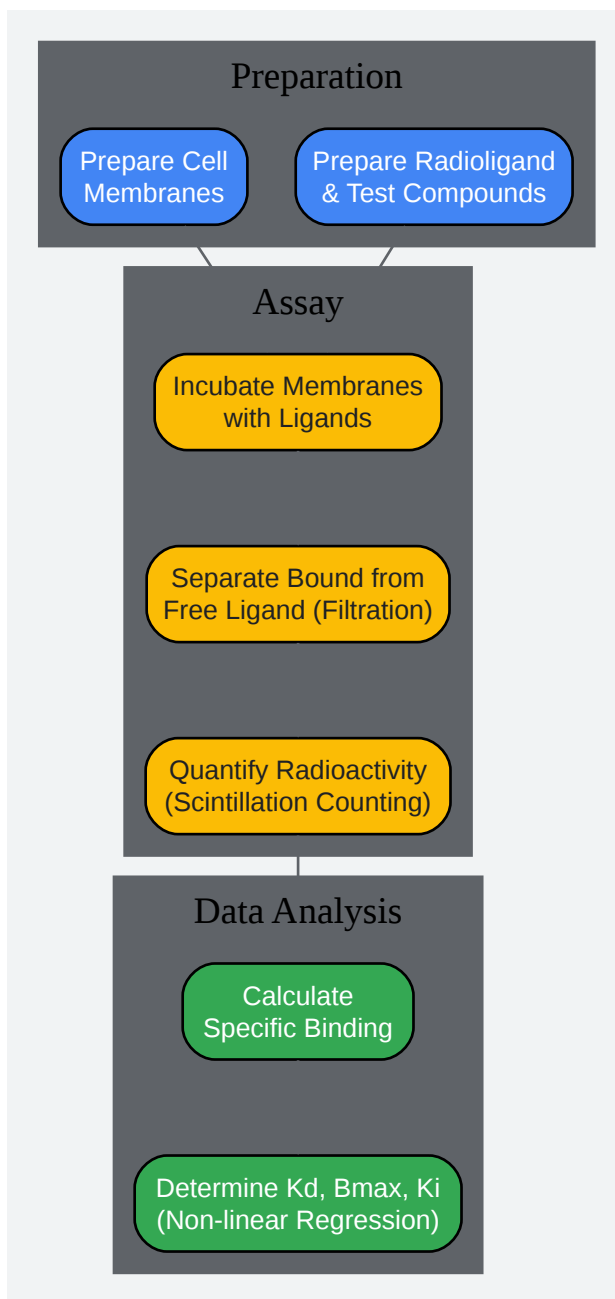 Preparation
Prepare Cell
Membranes
Prepare Radioligand
& Test Compounds
Assay
Incubate Membranes
with Ligands
Separate Bound from
Free Ligand (Filtration)
Quantify Radioactivity
(Scintillation Counting)
Data Analysis
Calculate
Specific Binding
Determine Kd, Bmax, Ki
(Non-linear Regression)